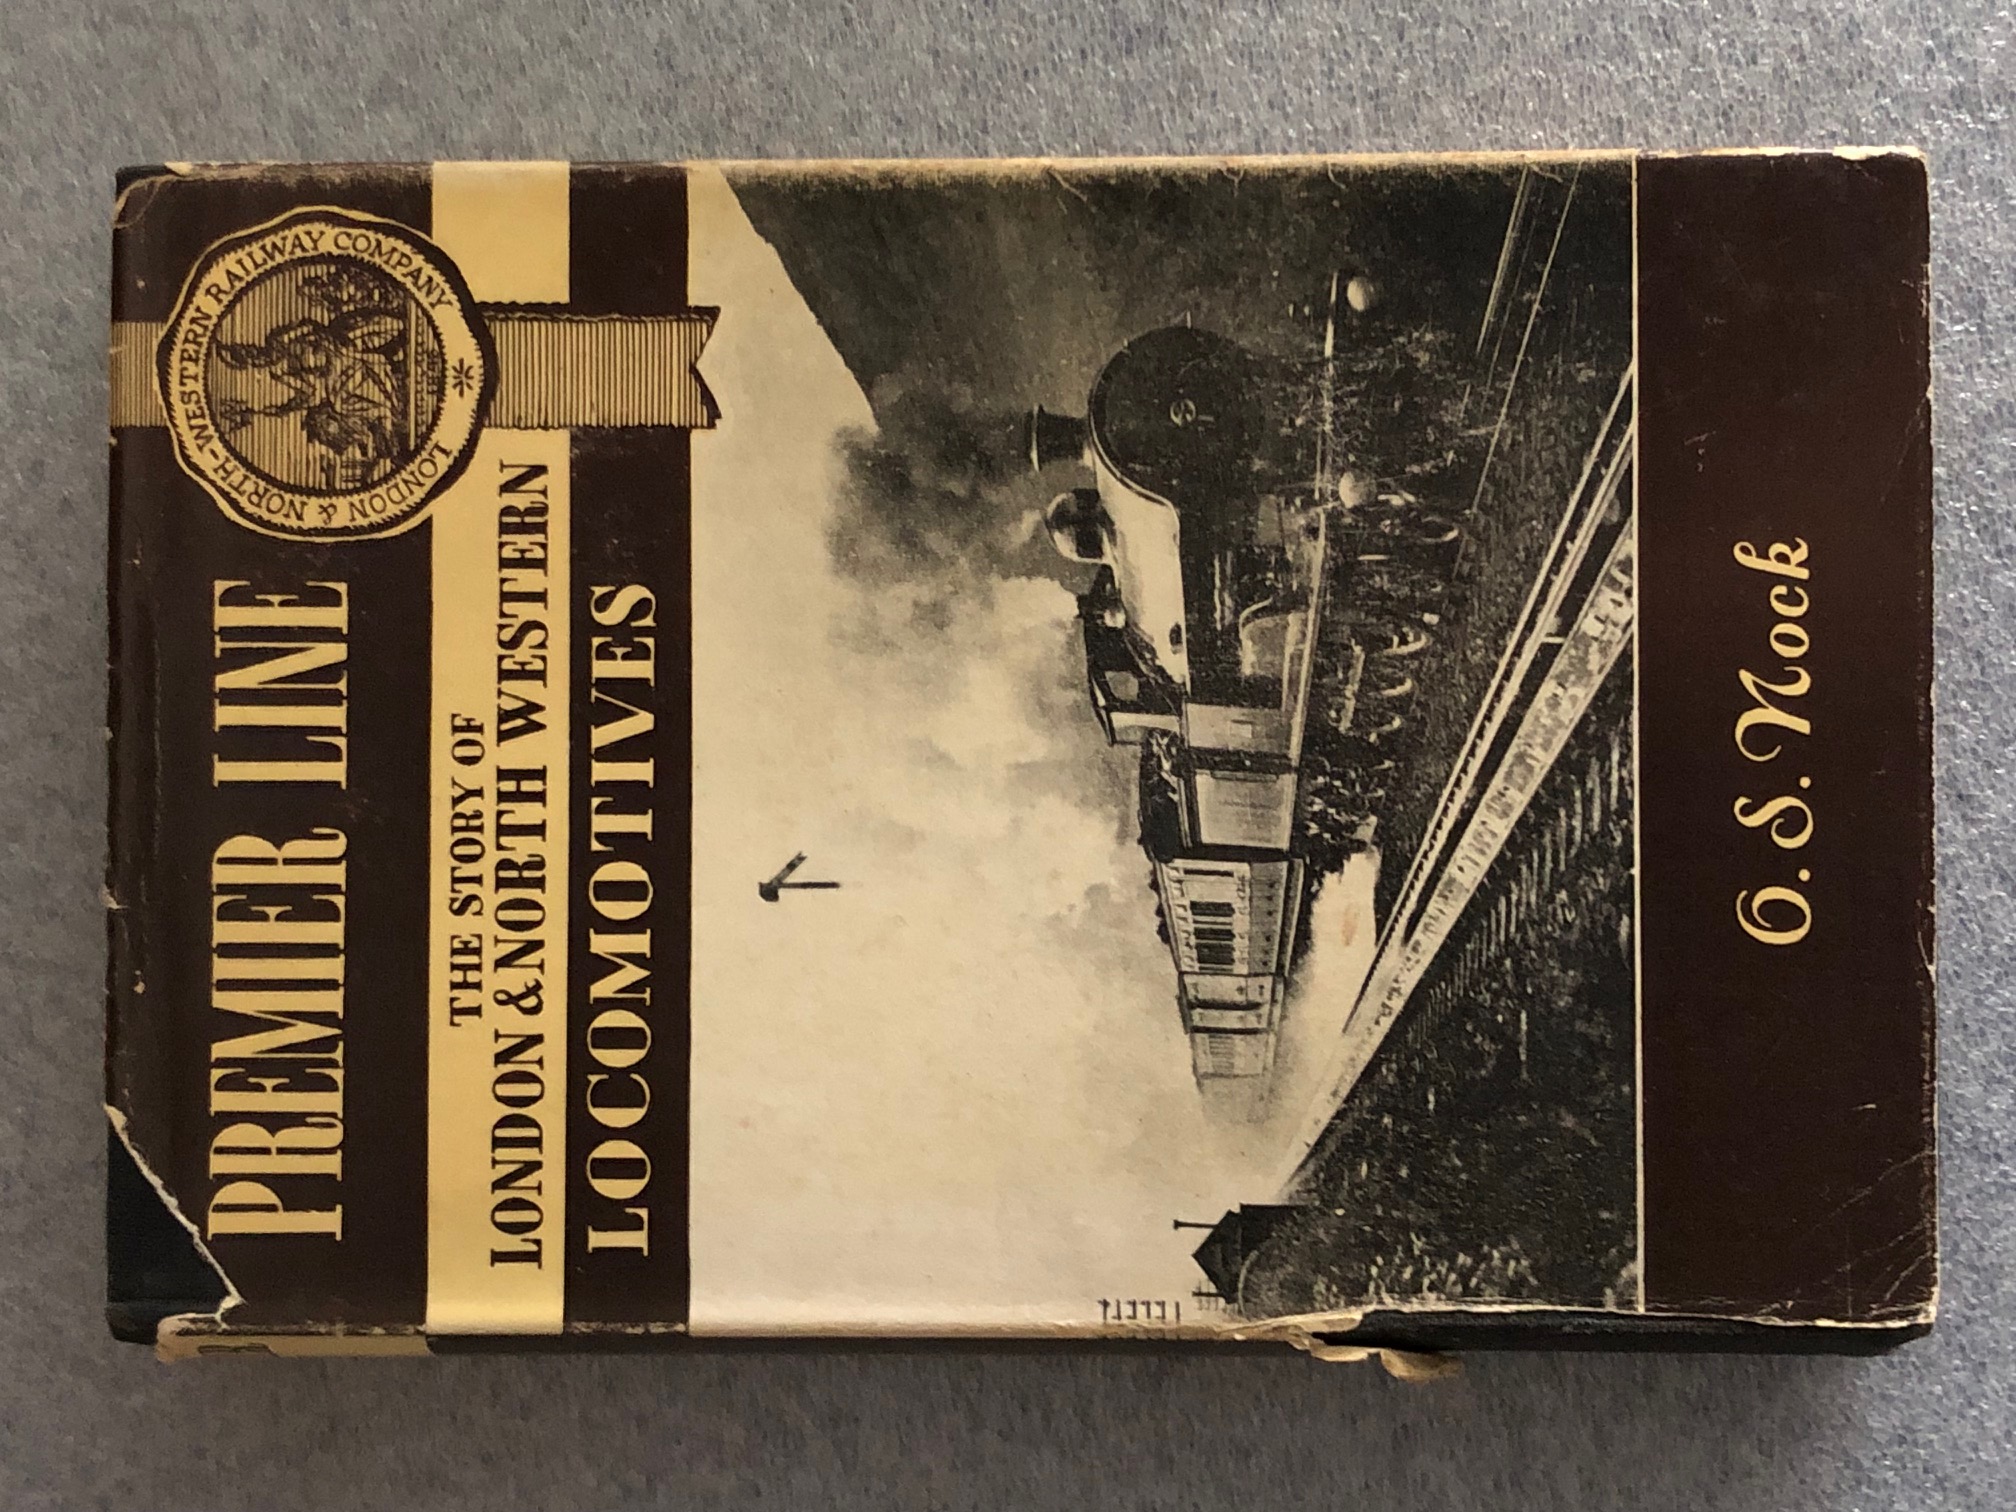 PREMIER LINE
THE STORY OF
LONDON & NORTH WESTERN
LOCOMOTIVES
LONDON & NORTH-WESTERN RAILWAY COMPANY
O. S. Nock